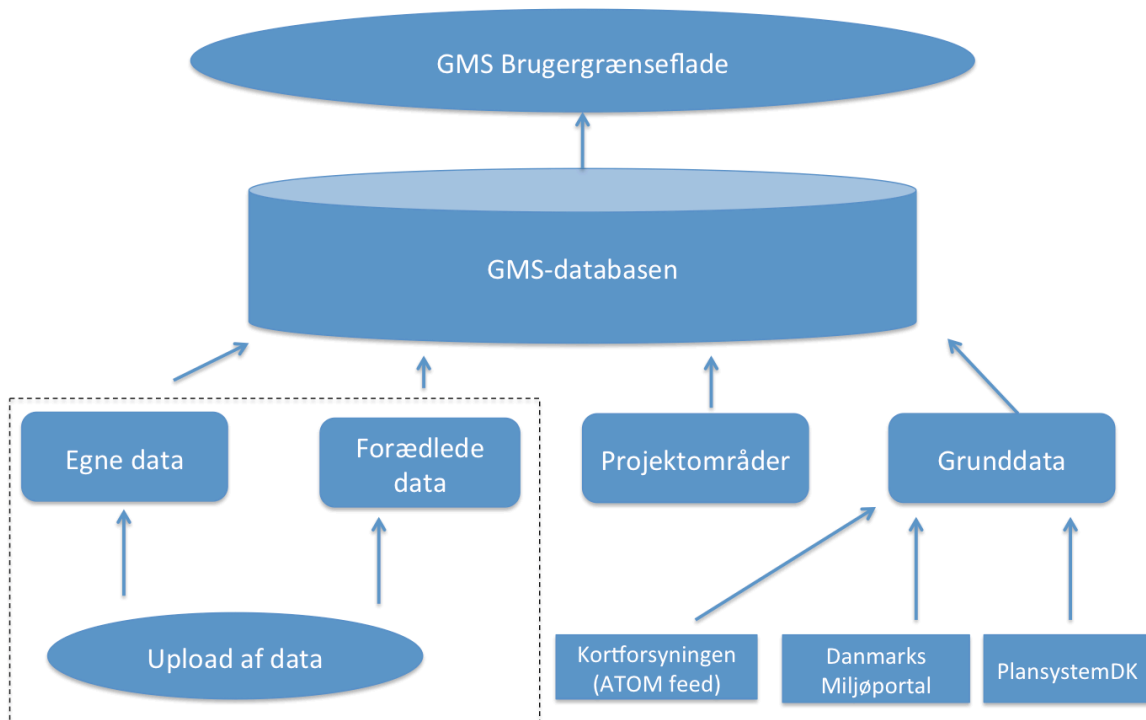 GMS Brugergrænseflade
GMS-databasen
Egne data
Forædlede
data
Projektområder
Grunddata
Upload af data
Kortforsyningen
(ATOM feed)
Danmarks
Miljøportal
PlansystemDK